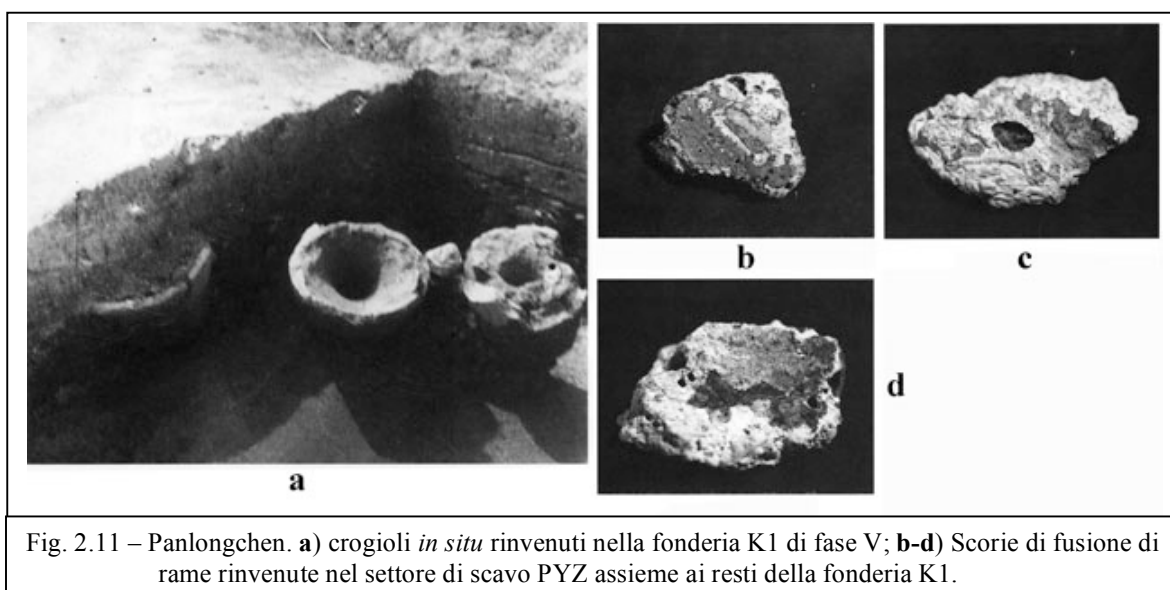 a
b
c
d
Fig. 2.11 – Panlongchen. a) crogioli in situ rinvenuti nella fonderia K1 di fase V; b-d) Scorie di fusione di
rame rinvenute nel settore di scavo PYZ assieme ai resti della fonderia K1.